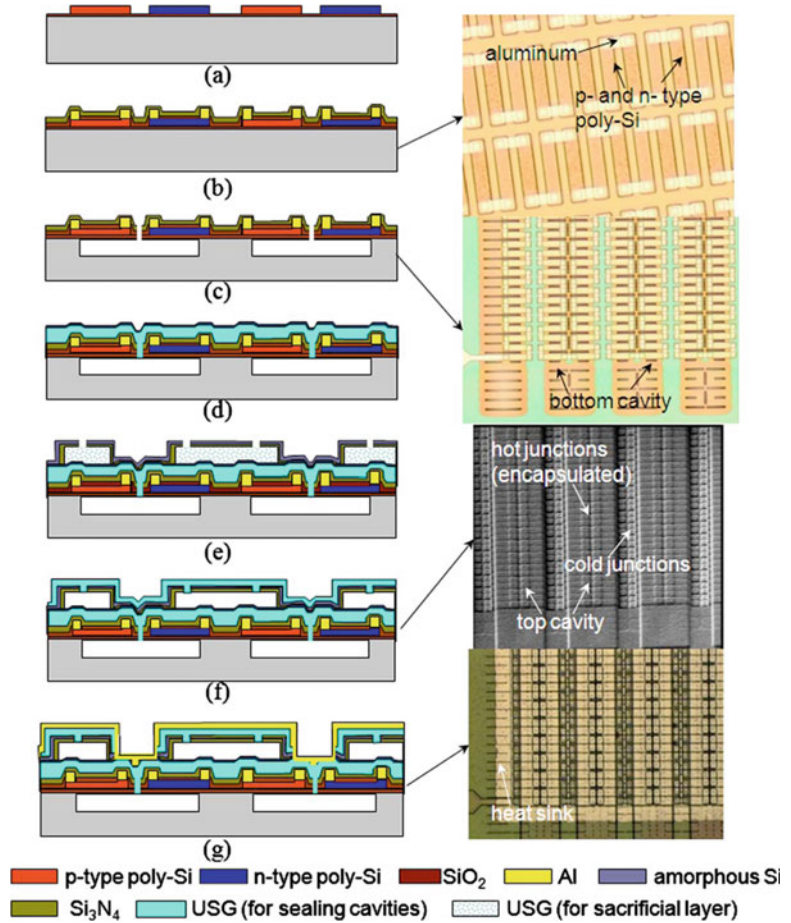 (a)
aluminum
p- and n- type
poly-Si
(b)
(c)
(d)
bottom cavity
hot junctions
(encapsulated)
(e)
cold junctions
top cavity
(f)
heat sink
(g)
p-type poly-Si n-type poly-Si SiO₂ Al amorphous Si
Si₃N₄ USG (for sealing cavities) USG (for sacrificial layer)